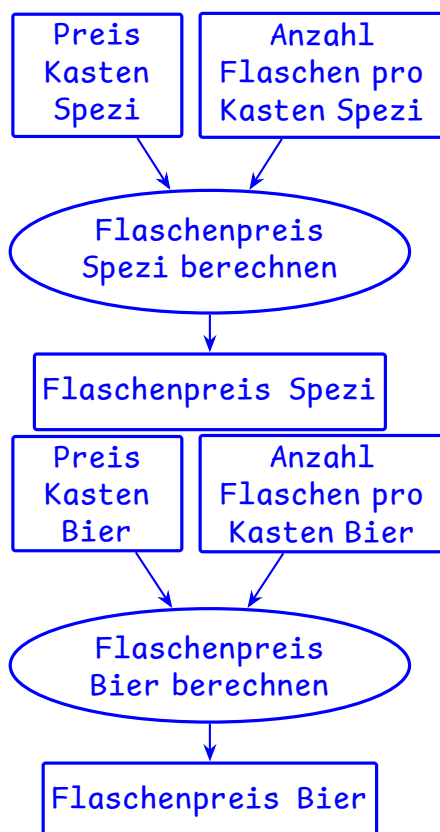 Preis
Kasten
Spezi
Anzahl
Flaschen pro
Kasten Spezi
Flaschenpreis
Spezi berechnen
Flaschenpreis Spezi
Preis
Kasten
Bier
Anzahl
Flaschen pro
Kasten Bier
Flaschenpreis
Bier berechnen
Flaschenpreis Bier